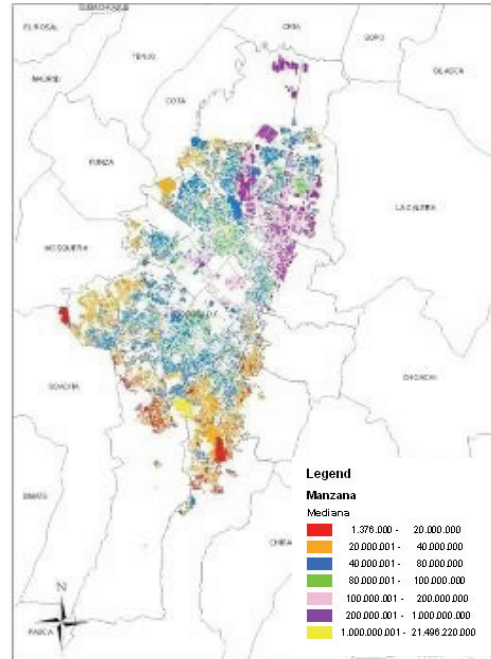 SUBACHOQUE
EL ROSAL
TENJO
CHIA
SOPO
GUASCA
MADRID
COTA
FUNZA
LA CALERA
MOSQUERA
SOACHA
CHOACHI
SIBATE
CHIPA
PASCA
N
Legend
Manzana
Mediana
1.376.000 - 20.000.000
20.000.001 - 40.000.000
40.000.001 - 80.000.000
80.000.001 - 100.000.000
100.000.001 - 200.000.000
200.000.001 - 1.000.000.000
1.000.000.001 - 21.496.220.000